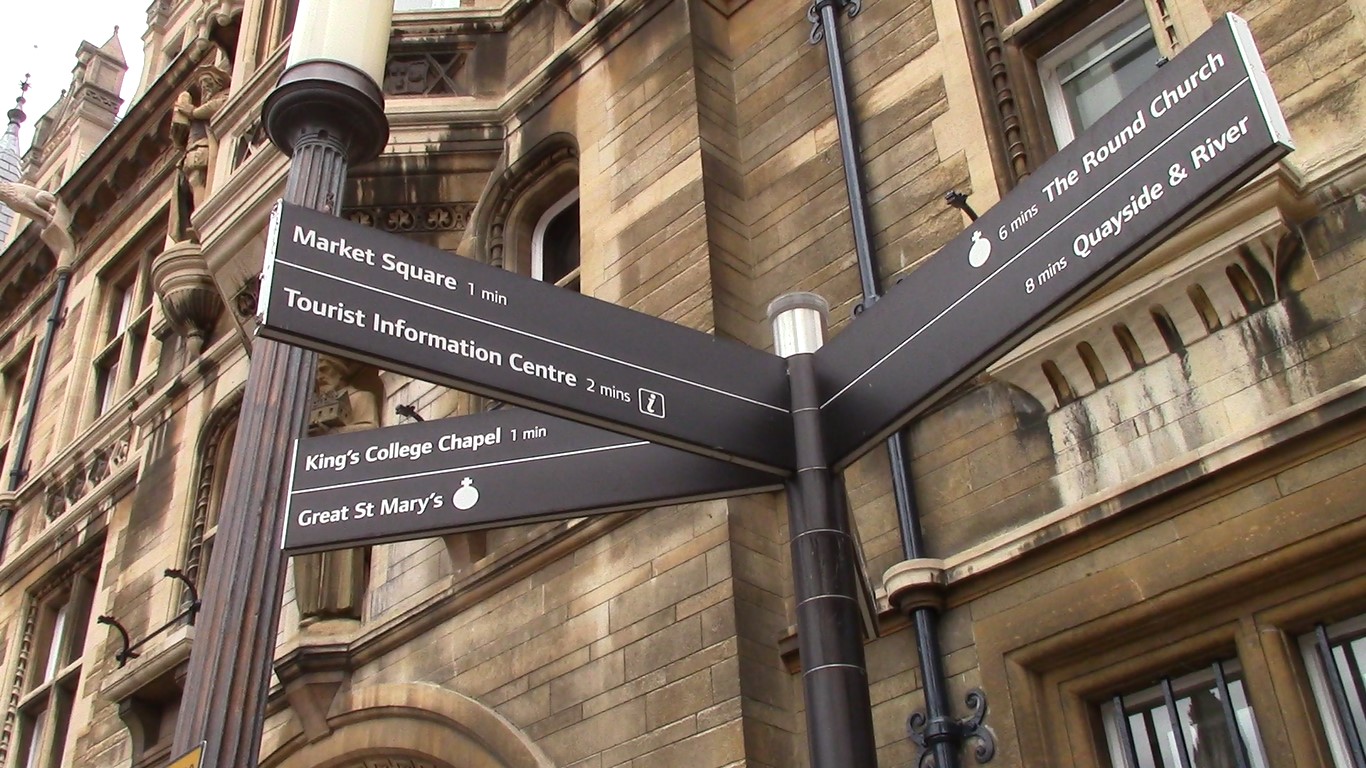 Market Square 1 min
Tourist Information Centre 2 mins i
King's College Chapel 1 min
Great St Mary's
6 mins The Round Church
8 mins Quayside & River